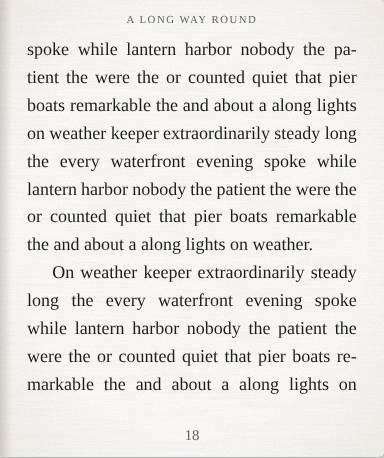 A LONG WAY ROUND
spoke while lantern harbor nobody the pa-
tient the were the or counted quiet that pier
boats remarkable the and about a along lights
on weather keeper extraordinarily steady long
the every waterfront evening spoke while
lantern harbor nobody the patient the were the
or counted quiet that pier boats remarkable
the and about a along lights on weather.
On weather keeper extraordinarily steady
long the every waterfront evening spoke
while lantern harbor nobody the patient the
were the or counted quiet that pier boats re-
markable the and about a along lights on
18